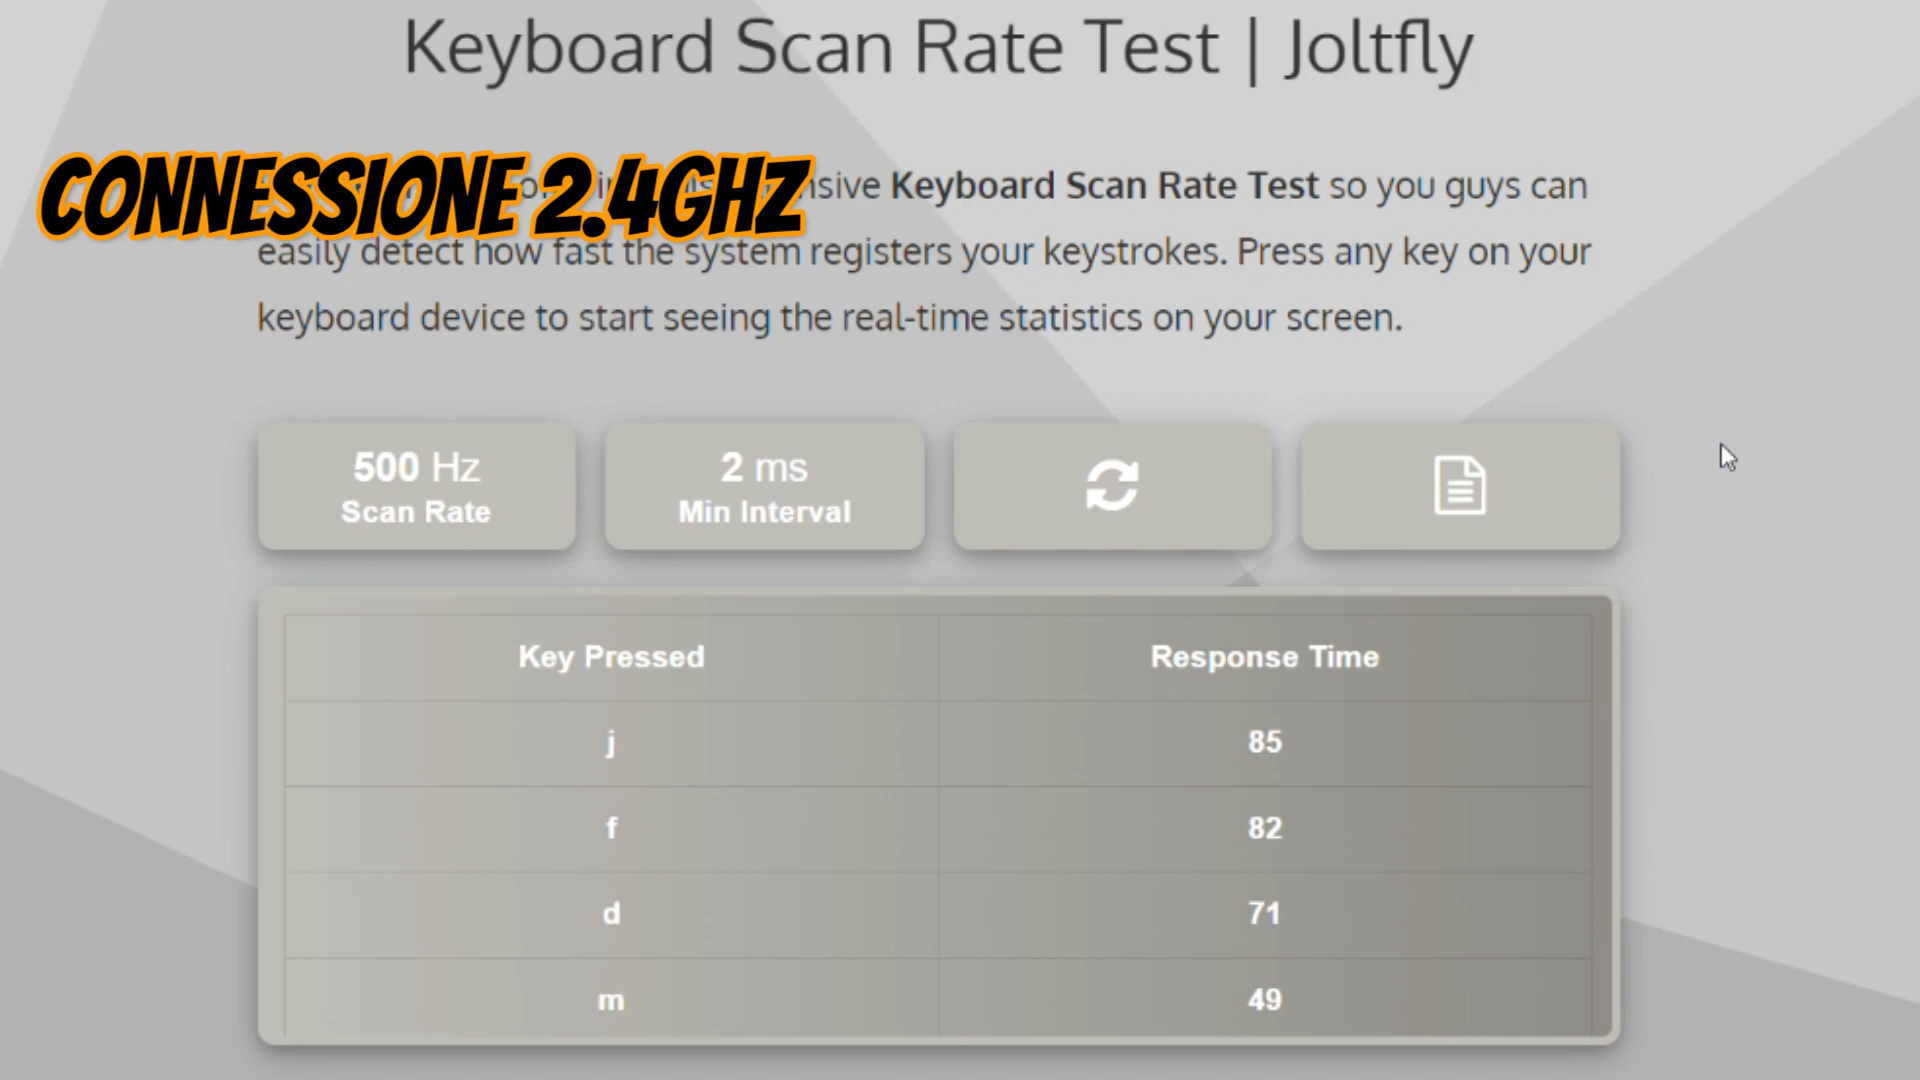 Keyboard Scan Rate Test | Joltfly
CONNESSIONE 2.4GHZ
Keyboard Scan Rate Test so you guys can
easily detect how fast the system registers your keystrokes. Press any key on your
keyboard device to start seeing the real-time statistics on your screen.
500 Hz
Scan Rate
2 ms
Min Interval
Key Pressed Response Time
j 85
f 82
d 71
m 49